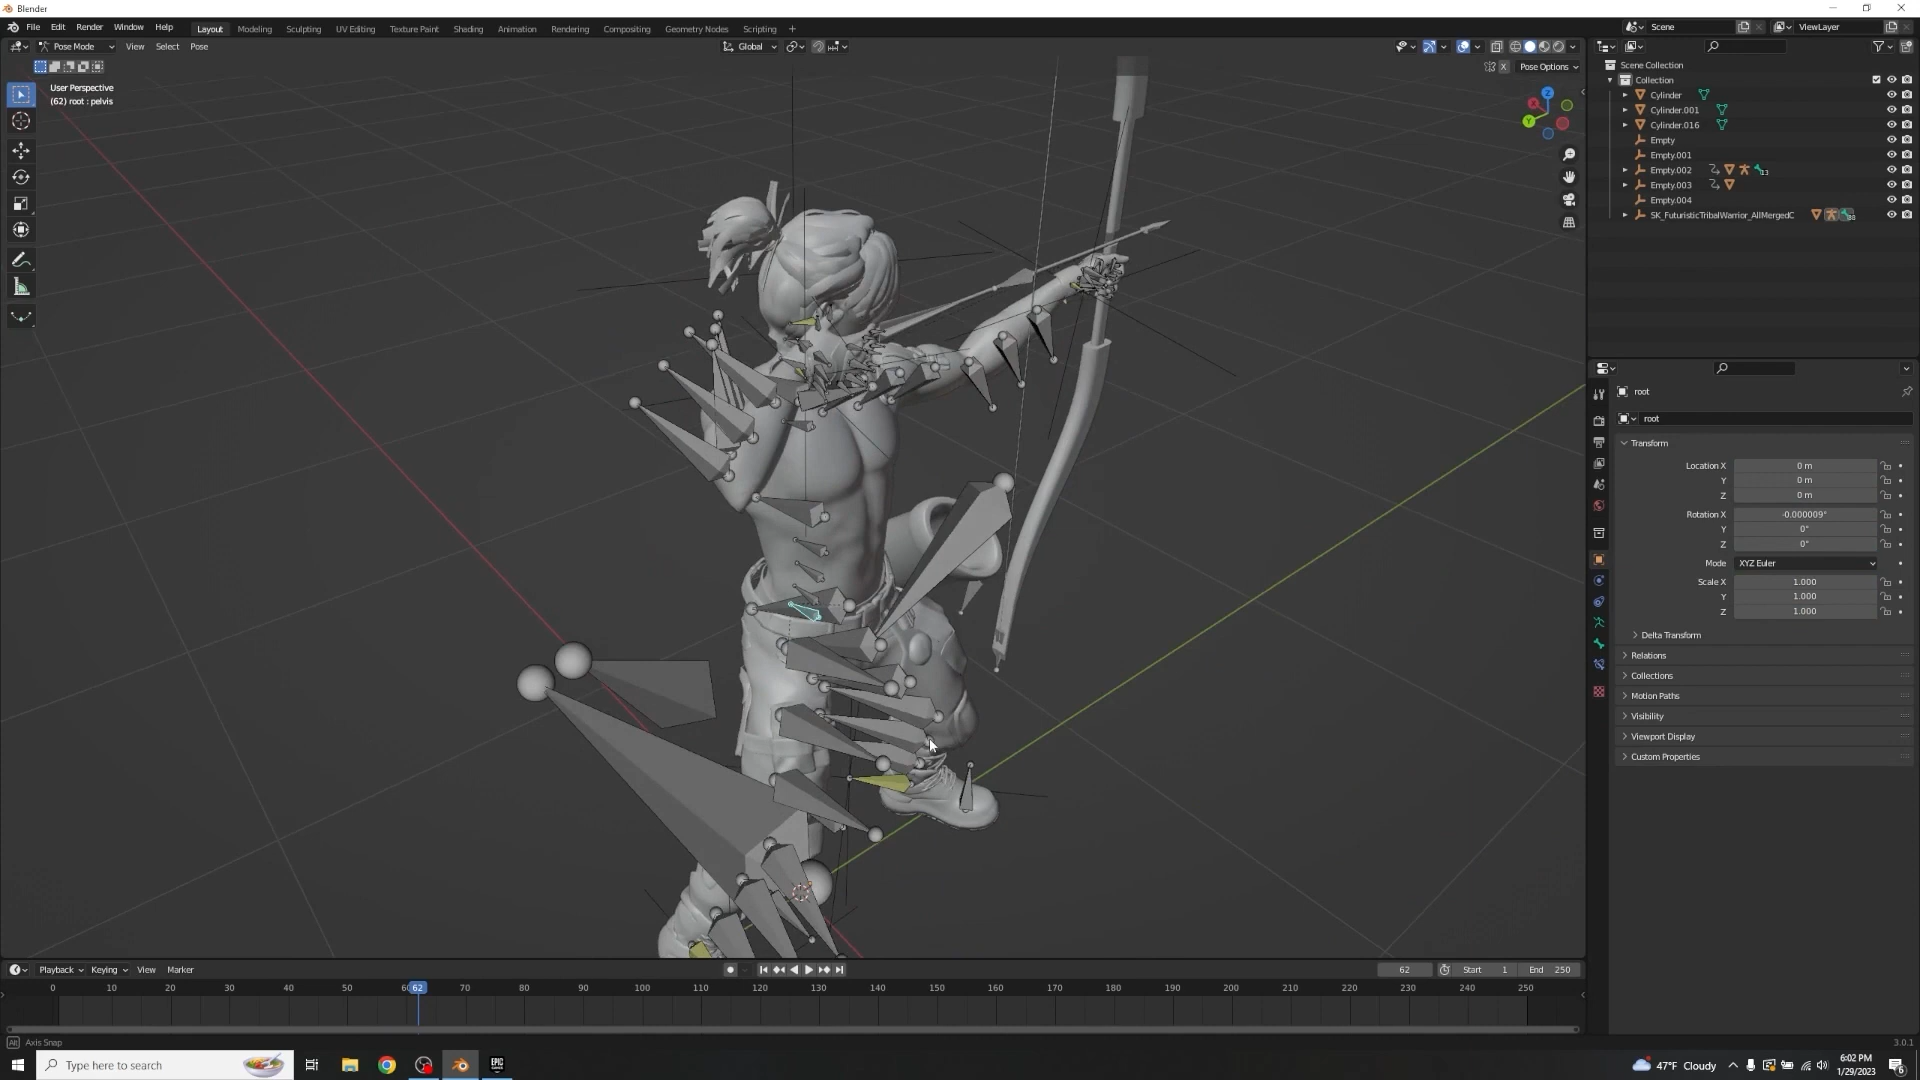 Blender
File Edit Render Window Help Layout Modeling Sculpting UV Editing Texture Paint Shading Animation Rendering Compositing Geometry Nodes Scripting + Scene ViewLayer
Pose Mode View Select Pose Global
X Pose Options
User Perspective
(62) root : pelvis
Z
X
Y
Scene Collection
Collection
Cylinder
Cylinder.001
Cylinder.016
Empty
Empty.001
Empty.002
Empty.003
Empty.004
SK_FuturisticTribalWarrior_AllMergedC
root
root
Transform
Location X 0 m
Y 0 m
Z 0 m
Rotation X -0.000009°
Y 0°
Z 0°
Mode XYZ Euler
Scale X 1.000
Y 1.000
Z 1.000
Delta Transform
Relations
Collections
Motion Paths
Visibility
Viewport Display
Custom Properties
Playback Keying View Marker 62 Start 1 End 250
0 10 20 30 40 50 62 70 80 90 100 110 120 130 140 150 160 170 180 190 200 210 220 230 240 250
Alt Axis Snap 3.0.1
Type here to search EPIC GAMES 47°F Cloudy 6:02 PM
1/29/2023 6